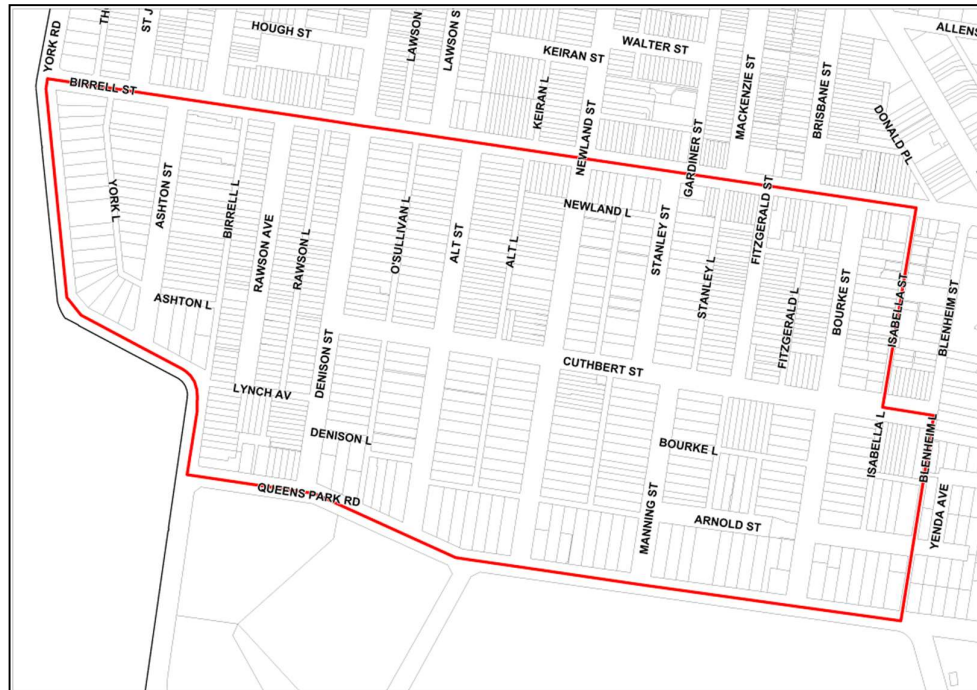 YORK RD
TH
ST J
HOUGH ST
LAWSON
LAWSON S
KEIRAN ST
WALTER ST
MACKENZIE ST
BRISBANE ST
ALLENS
DONALD PL
BIRRELL ST
KEIRAN L
NEWLAND ST
GARDINER ST
YORK L
ASHTON ST
BIRRELL L
RAWSON AVE
RAWSON L
O'SULLIVAN L
ALT ST
ALT L
NEWLAND L
STANLEY ST
STANLEY L
FITZGERALD ST
FITZGERALD L
BOURKE ST
ISABELLA ST
BLENHEIM ST
ASHTON L
DENISON ST
CUTHBERT ST
LYNCH AV
DENISON L
BOURKE L
ISABELLA L
BLENHEIM L
QUEENS PARK RD
MANNING ST
ARNOLD ST
YENDA AVE